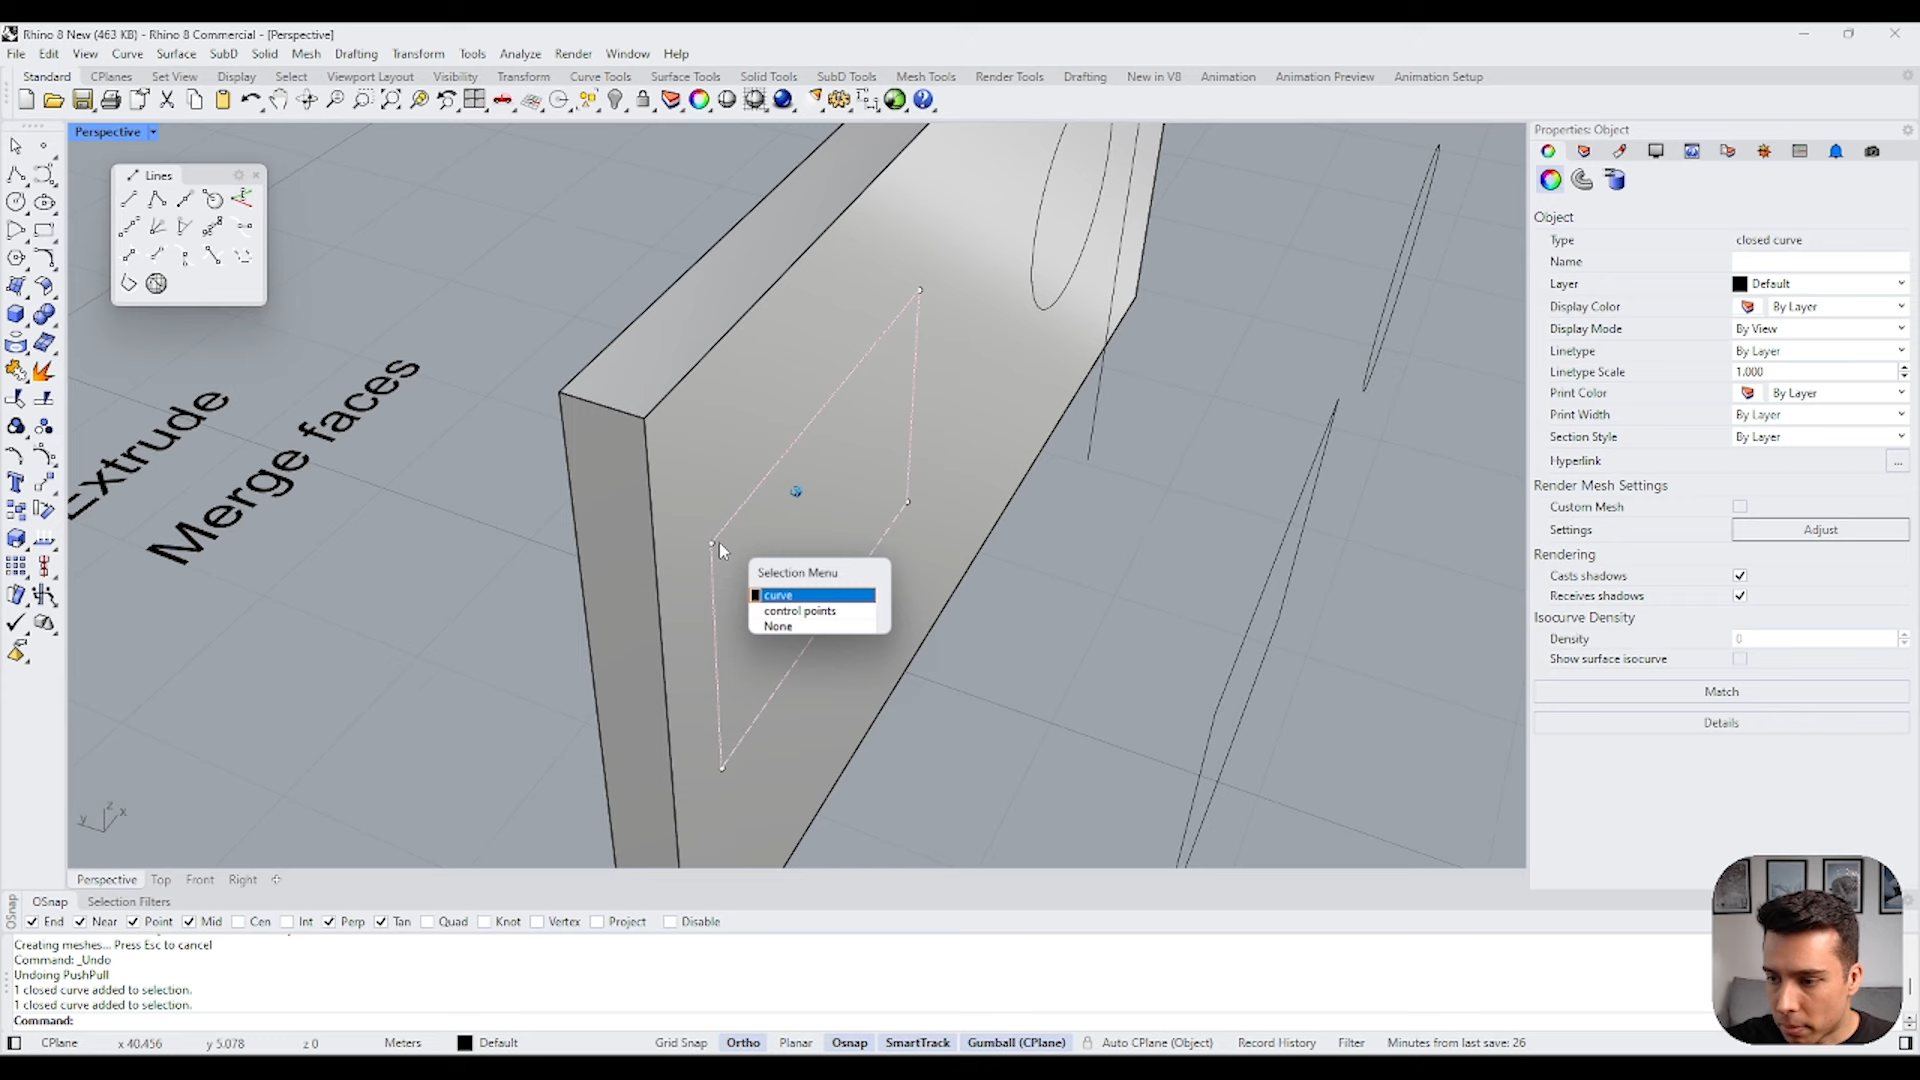 Rhino 8 New (463 KB) - Rhino 8 Commercial - [Perspective]
File Edit View Curve Surface SubD Solid Mesh Drafting Transform Tools Analyze Render Window Help
Standard CPlanes Set View Display Select Viewport Layout Visibility Transform Curve Tools Surface Tools Solid Tools SubD Tools Mesh Tools Render Tools Drafting New in V8 Animation Animation Preview Animation Setup
Perspective
Properties: Object
Lines
Object
Type closed curve
Name
Layer Default
Display Color By Layer
Display Mode By View
Linetype By Layer
Linetype Scale 1.000
Print Color By Layer
Print Width By Layer
Section Style By Layer
Hyperlink ...
Render Mesh Settings
Custom Mesh
Settings Adjust
Rendering
Casts shadows
Receives shadows
Isocurve Density
Density 0
Show surface isocurve
Match
Details
Extrude
Merge faces
Selection Menu
curve
control points
None
z
y x
Perspective Top Front Right
OSnap Selection Filters
OSnap
End Near Point Mid Cen Int Perp Tan Quad Knot Vertex Project Disable
Creating meshes... Press Esc to cancel
Command: _Undo
Undoing PushPull
1 closed curve added to selection.
1 closed curve added to selection.
Command:
CPlane x 40.456 y 5.078 z 0 Meters Default Grid Snap Ortho Planar Osnap SmartTrack Gumball (CPlane) Auto CPlane (Object) Record History Filter Minutes from last save: 26